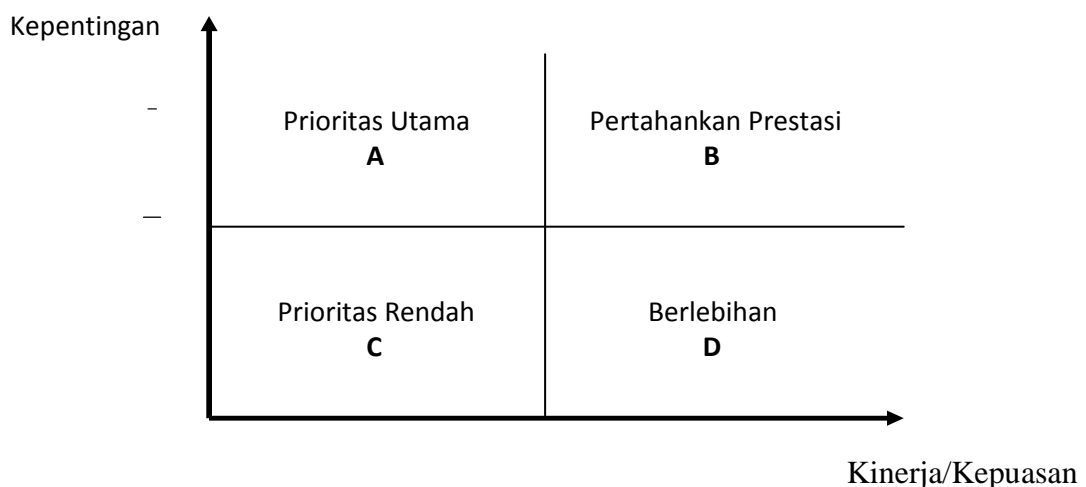 Kepentingan
Prioritas Utama
A
Pertahankan Prestasi
B
Prioritas Rendah
C
Berlebihan
D
Kinerja/Kepuasan